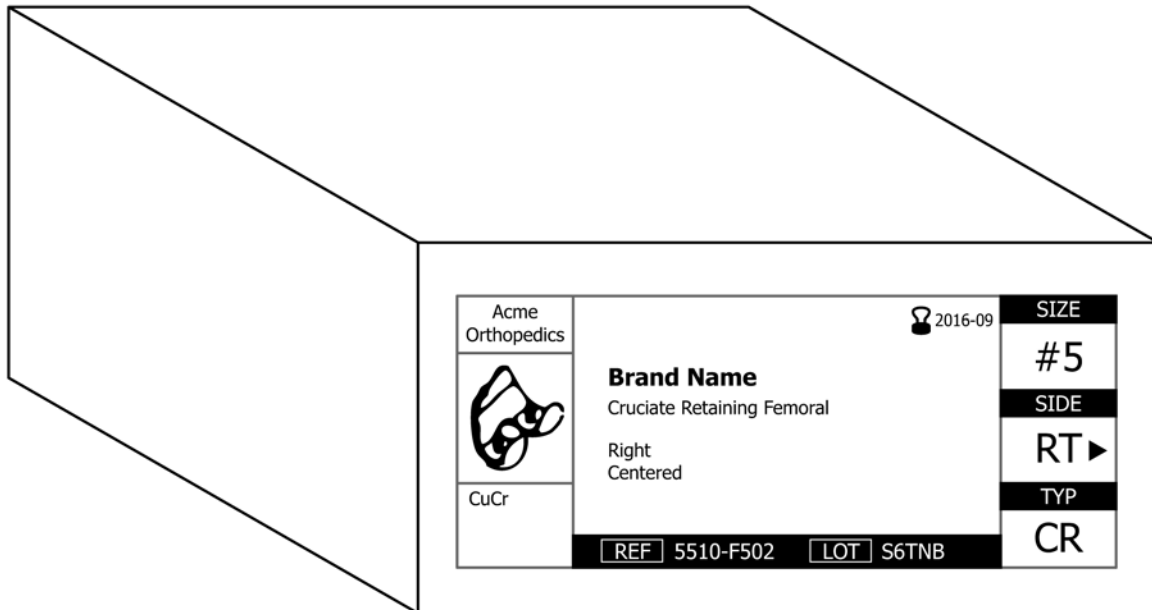 Acme
Orthopedics
CuCr
2016-09
Brand Name
Cruciate Retaining Femoral
Right
Centered
REF 5510-F502 LOT S6TNB
SIZE
#5
SIDE
RT
TYP
CR